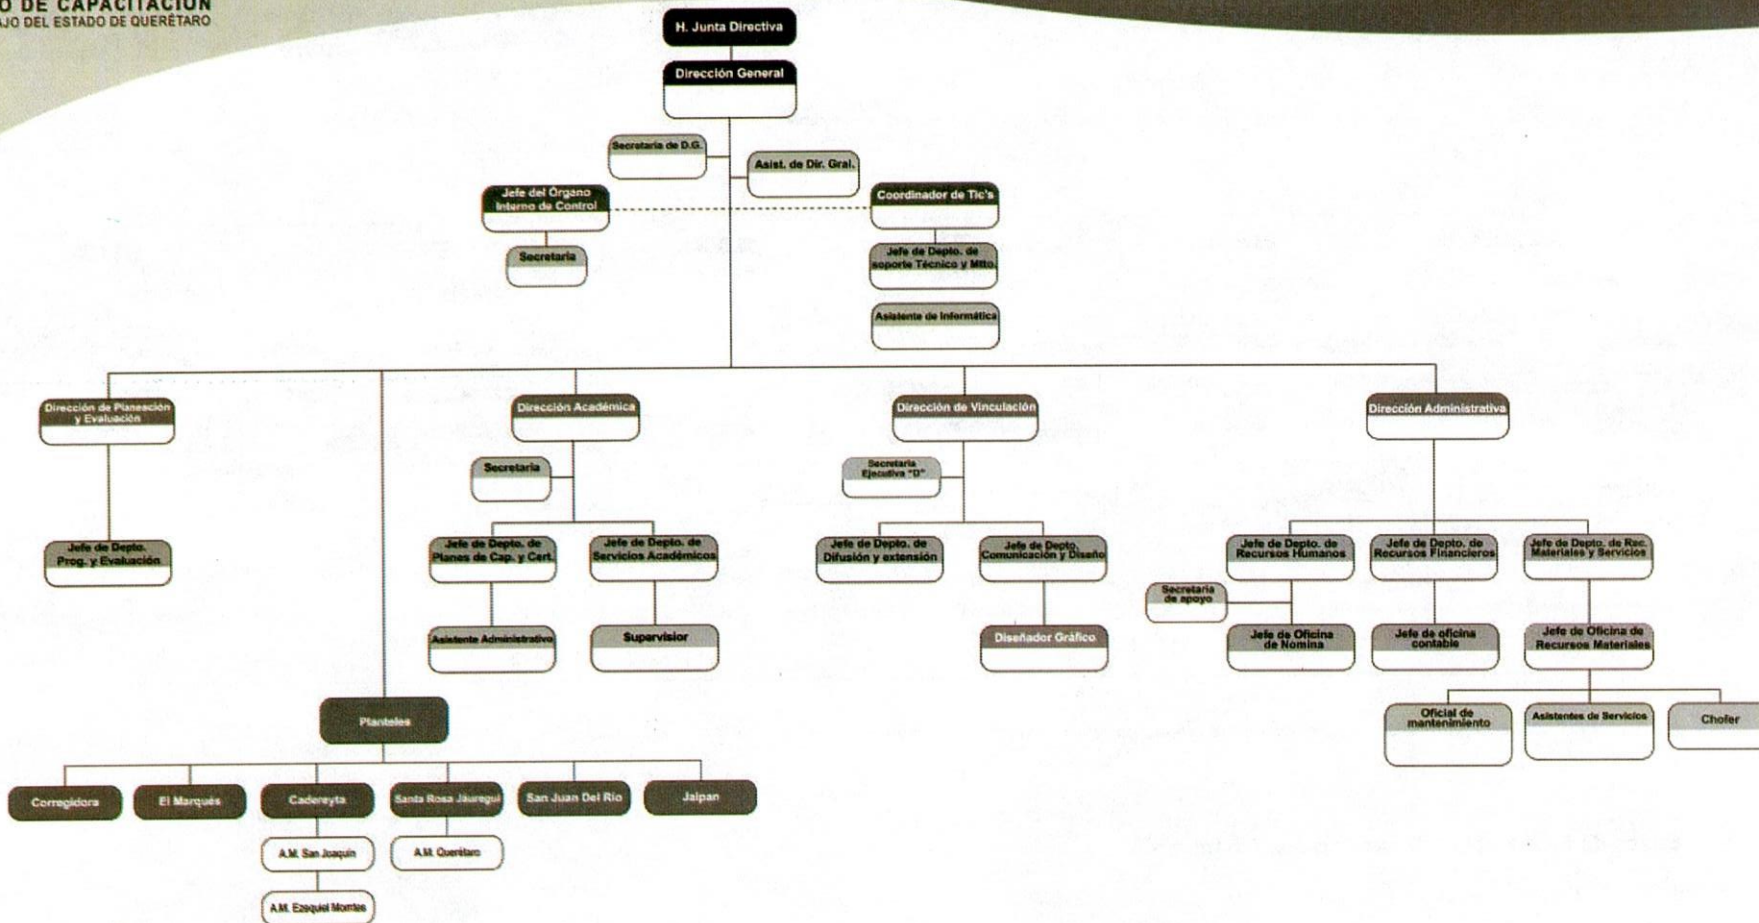 O DE CAPACITACIÓN
AJO DEL ESTADO DE QUERÉTARO
H. Junta Directiva
Dirección General
Secretaria de D.G.
Asist. de Dir. Gral.
Jefe del Órgano
Interno de Control
Coordinador de Tic's
Secretaria
Jefe de Depto. de
soporte Técnico y Mtto.
Asistente de Informática
Dirección de Planeación
y Evaluación
Dirección Académica
Dirección de Vinculación
Dirección Administrativa
Secretaria
Secretaria
Ejecutiva "D"
Jefe de Depto.
Prog. y Evaluación
Jefe de Depto. de
Planes de Cap. y Cert.
Jefe de Depto. de
Servicios Académicos
Jefe de Depto. de
Difusión y extensión
Jefe de Depto.
Comunicación y Diseño
Jefe de Depto. de
Recursos Humanos
Jefe de Depto. de
Recursos Financieros
Jefe de Depto. de Rec.
Materiales y Servicios
Secretaria
de apoyo
Asistente Administrativo
Supervisior
Diseñador Gráfico
Jefe de Oficina
de Nomina
Jefe de oficina
contable
Jefe de Oficina de
Recursos Materiales
Planteles
Oficial de
mantenimiento
Asistentes de Servicios
Chofer
Corregidora
El Marqués
Cadereyta
Santa Rosa Jáuregui
San Juan Del Río
Jalpan
A.M. San Joaquín
A.M. Querétaro
A.M. Ezequiel Montes